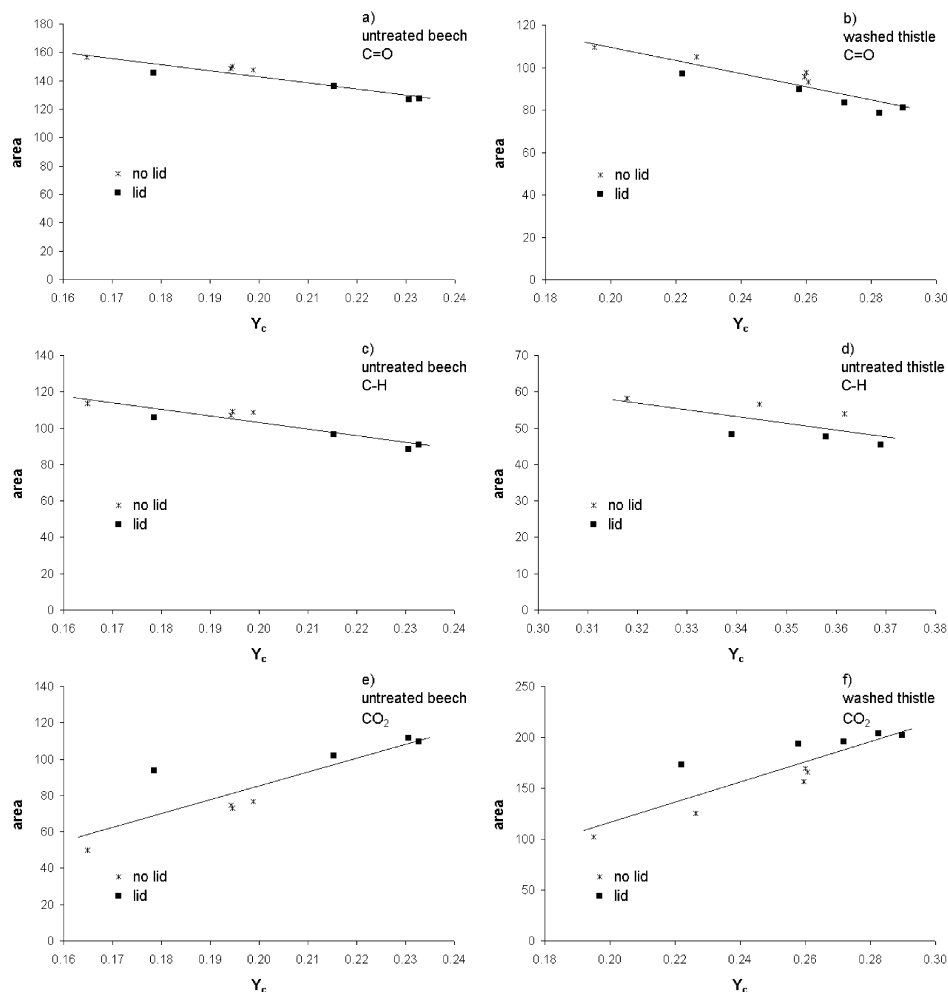 a)
untreated beech
C=O
180
160
140
120
100
80
60
40
20
0
area
no lid
lid
0.16 0.17 0.18 0.19 0.20 0.21 0.22 0.23 0.24
Yc
b)
washed thistle
C=O
120
100
80
60
40
20
0
area
no lid
lid
0.18 0.20 0.22 0.24 0.26 0.28 0.30
Yc
c)
untreated beech
C-H
140
120
100
80
60
40
20
0
area
no lid
lid
0.16 0.17 0.18 0.19 0.20 0.21 0.22 0.23 0.24
Yc
d)
untreated thistle
C-H
70
60
50
40
30
20
10
0
area
no lid
lid
0.30 0.31 0.32 0.33 0.34 0.35 0.36 0.37 0.38
Yc
e)
untreated beech
CO₂
140
120
100
80
60
40
20
0
area
no lid
lid
0.16 0.17 0.18 0.19 0.20 0.21 0.22 0.23 0.24
Yc
f)
washed thistle
CO₂
250
200
150
100
50
0
area
no lid
lid
0.18 0.20 0.22 0.24 0.26 0.28 0.30
Yc